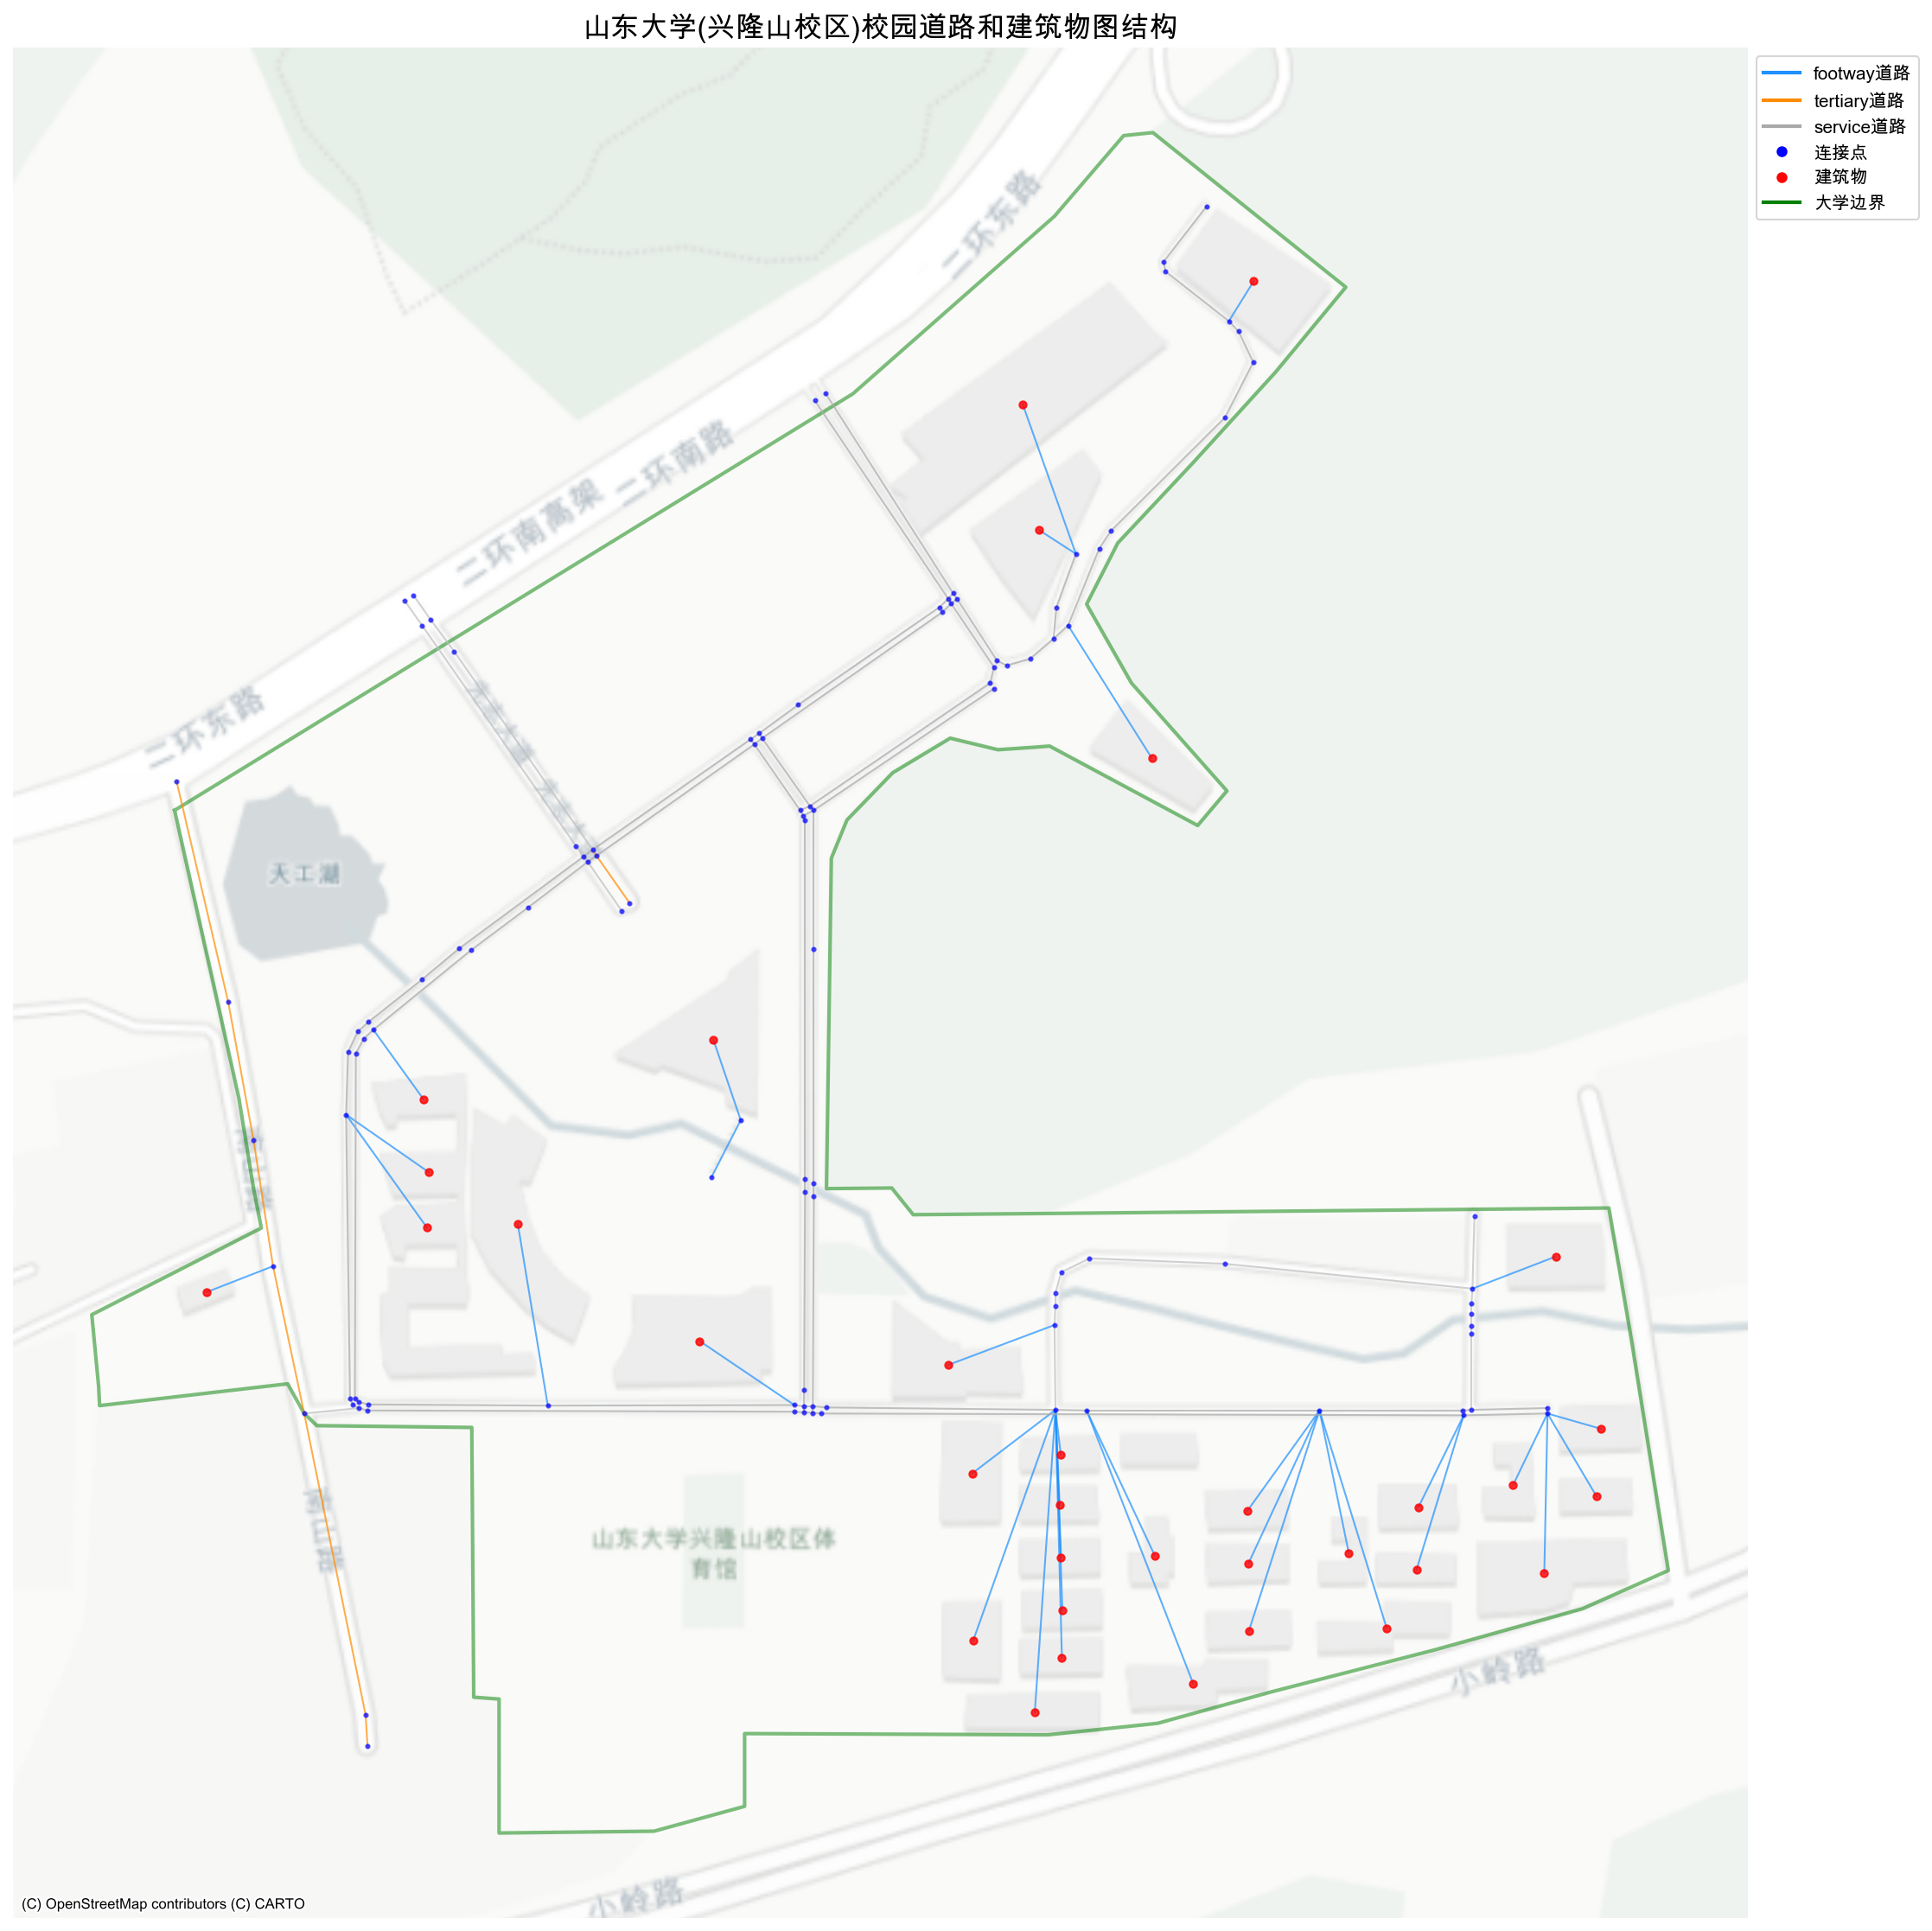 山东大学(兴隆山校区)校园道路和建筑物图结构
footway道路
tertiary道路
service道路
连接点
建筑物
大学边界
二环东路
二环南路
二环南高架
二环东路
天工湖
南山路
山东大学兴隆山校区体
育馆
南山路
小岭路
小岭路
(C) OpenStreetMap contributors (C) CARTO